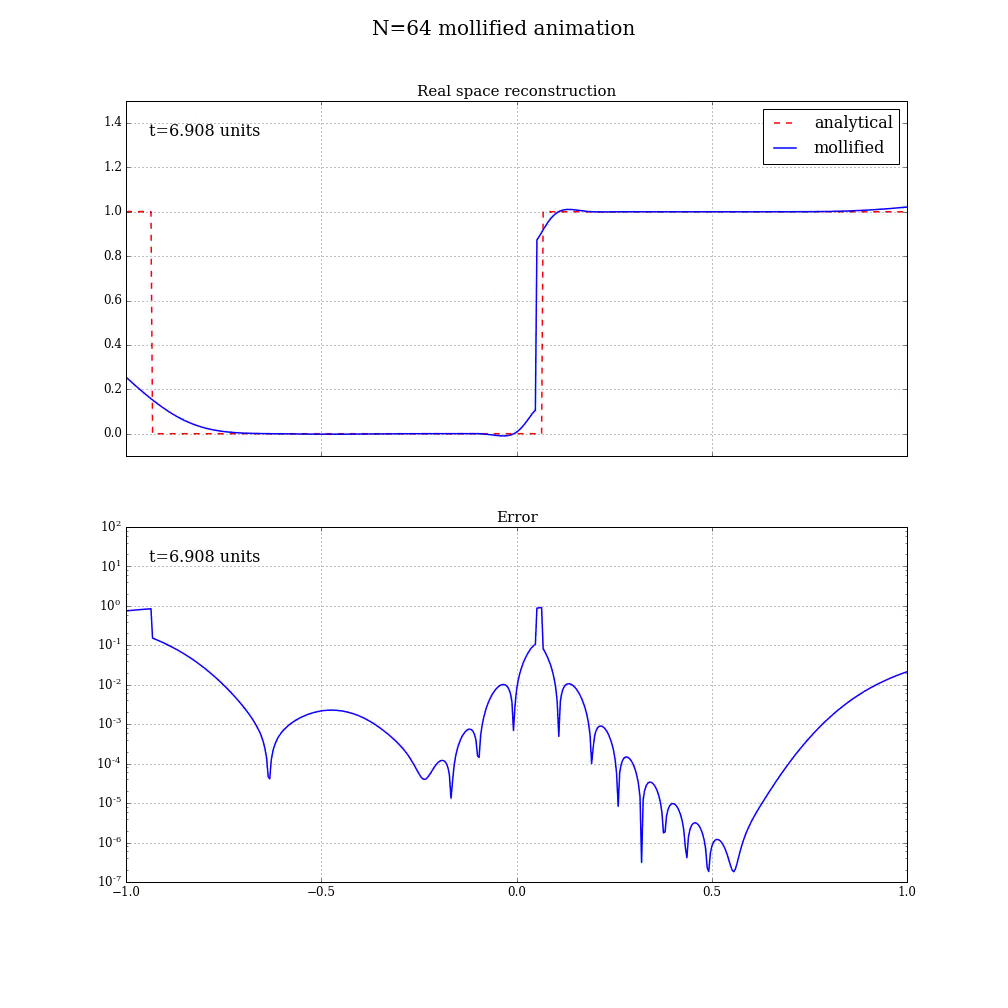 N=64 mollified animation
Real space reconstruction
t=6.908 units
analytical
mollified
1.4
1.2
1.0
0.8
0.6
0.4
0.2
0.0
Error
t=6.908 units
10²
10¹
10⁰
10⁻¹
10⁻²
10⁻³
10⁻⁴
10⁻⁵
10⁻⁶
10⁻⁷
−1.0 −0.5 0.0 0.5 1.0